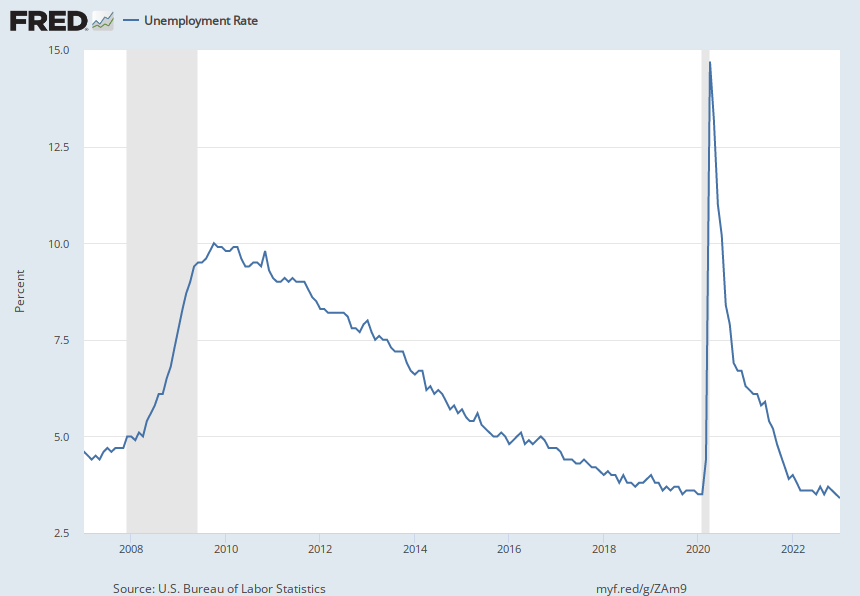 FRED Unemployment Rate
15.0
12.5
10.0
7.5
5.0
2.5
Percent
2008 2010 2012 2014 2016 2018 2020 2022
Source: U.S. Bureau of Labor Statistics myf.red/g/ZAm9